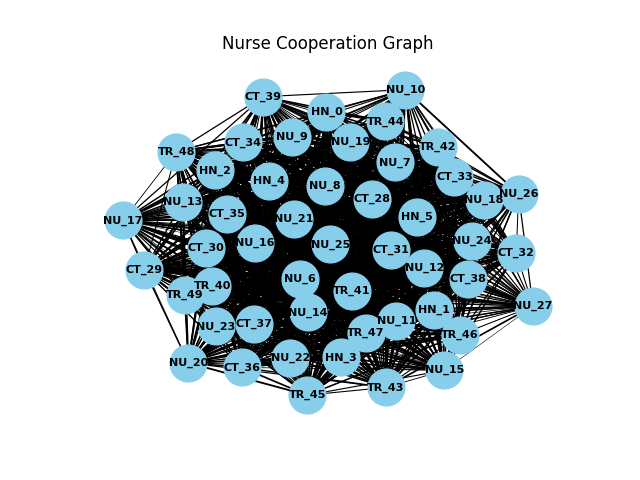 Nurse Cooperation Graph
NU_10
CT_39
HN_0
TR_44
NU_9
NU_19
CT_34
TR_42
TR_48
NU_7
HN_2
CT_33
HN_4
NU_8
NU_26
CT_28
NU_18
NU_13
CT_35
HN_5
NU_21
NU_17
NU_24
NU_16
NU_25
CT_30
CT_31
CT_32
NU_12
CT_29
NU_6
CT_38
TR_40
TR_41
TR_49
NU_27
HN_1
NU_14
NU_11
CT_37
NU_23
TR_47
TR_46
HN_3
NU_22
NU_20
CT_36
NU_15
TR_43
TR_45